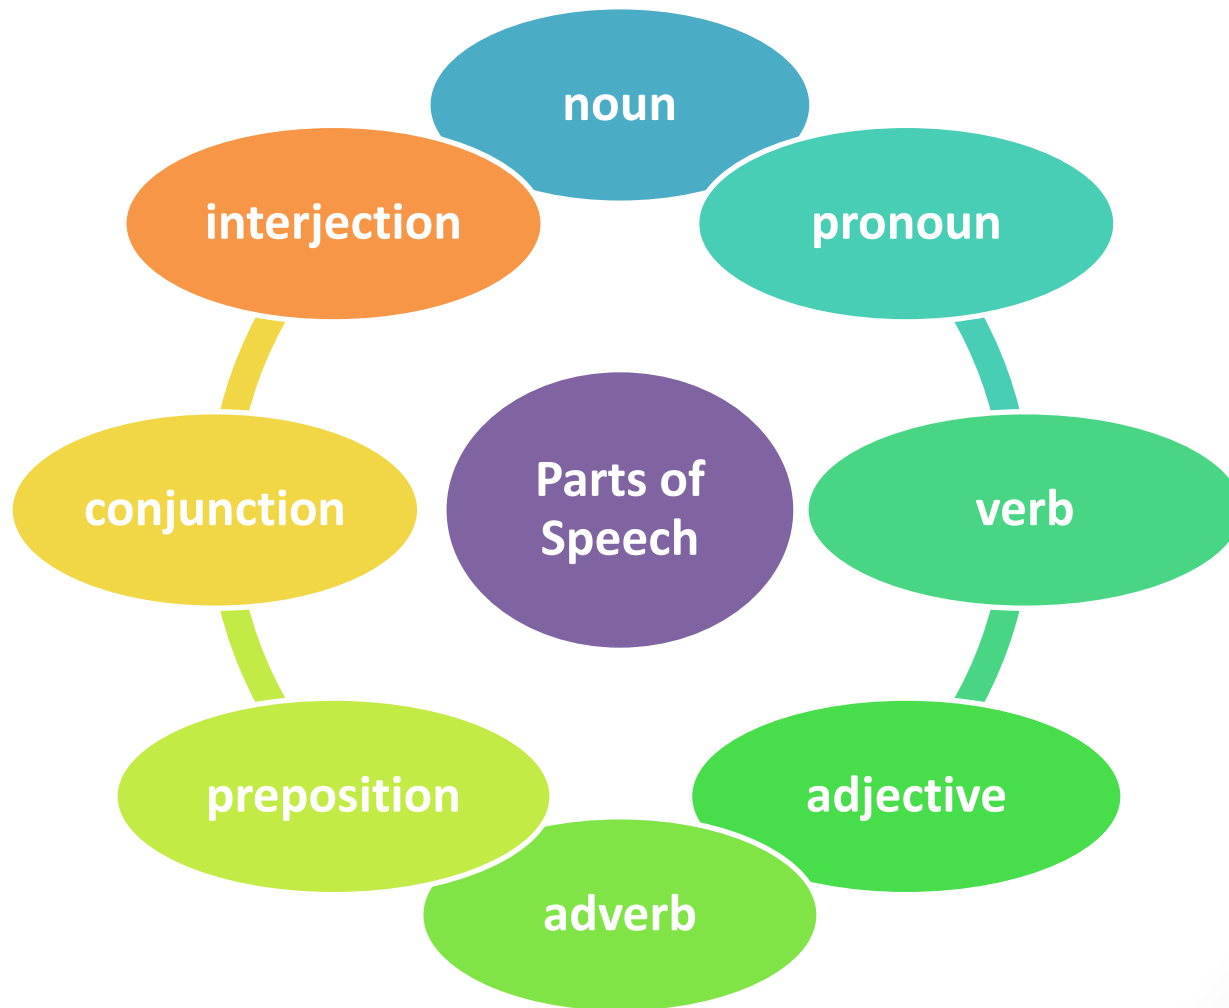 noun
interjection
pronoun
Parts of
Speech
conjunction
verb
preposition
adjective
adverb